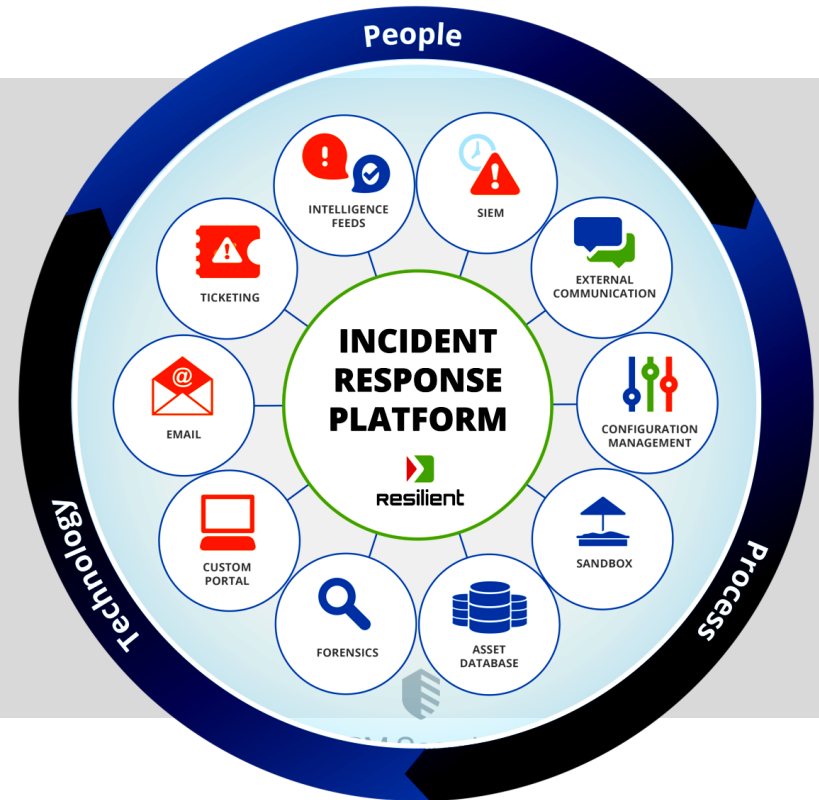 People
INTELLIGENCE
FEEDS
SIEM
TICKETING
EXTERNAL
COMMUNICATION
INCIDENT
RESPONSE
PLATFORM
Resilient
@
EMAIL
CONFIGURATION
MANAGEMENT
CUSTOM
PORTAL
SANDBOX
FORENSICS
ASSET
DATABASE
Technology
Process